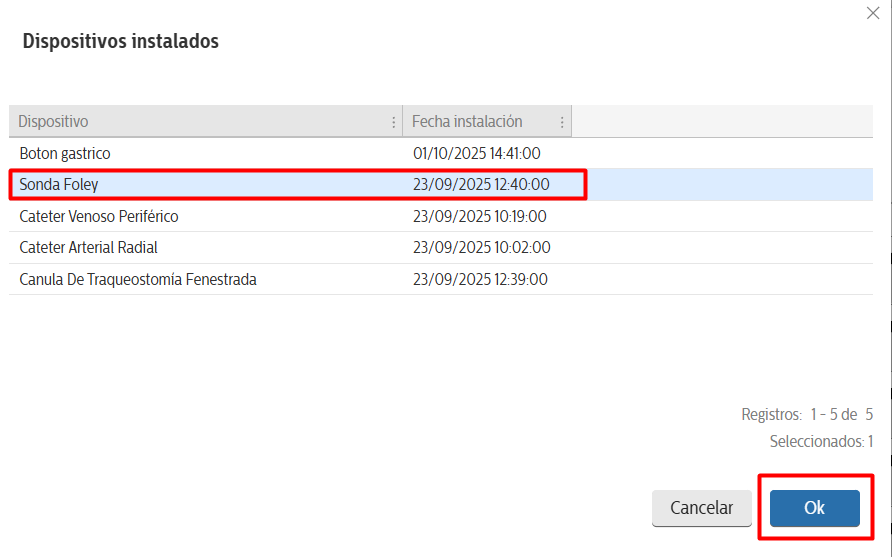 Dispositivos instalados
Dispositivo Fecha instalación
Boton gastrico 01/10/2025 14:41:00
Sonda Foley 23/09/2025 12:40:00
Cateter Venoso Periférico 23/09/2025 10:19:00
Cateter Arterial Radial 23/09/2025 10:02:00
Canula De Traqueostomía Fenestrada 23/09/2025 12:39:00
Registros: 1 - 5 de 5
Seleccionados: 1
Cancelar Ok